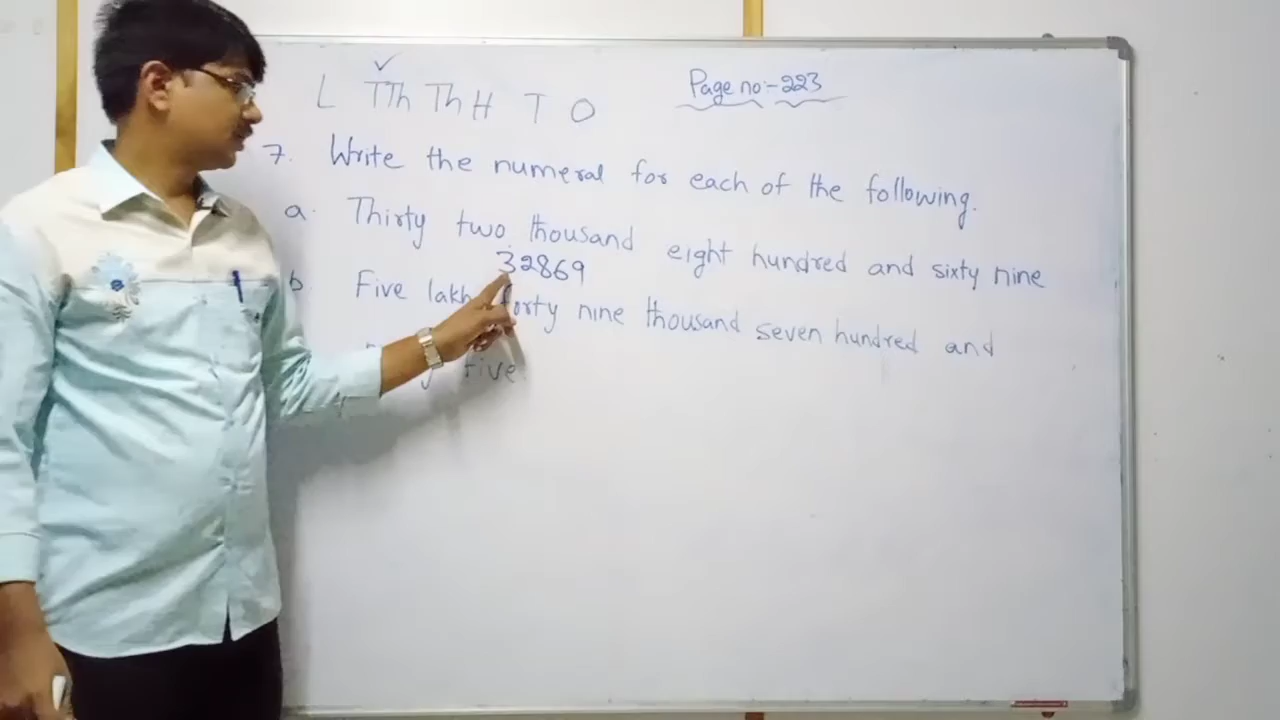 L TTh Th H T O
Page no:- 223
7. Write the numeral for each of the following.
a. Thirty two thousand eight hundred and sixty nine
32869
b. Five lakh forty nine thousand seven hundred and
five